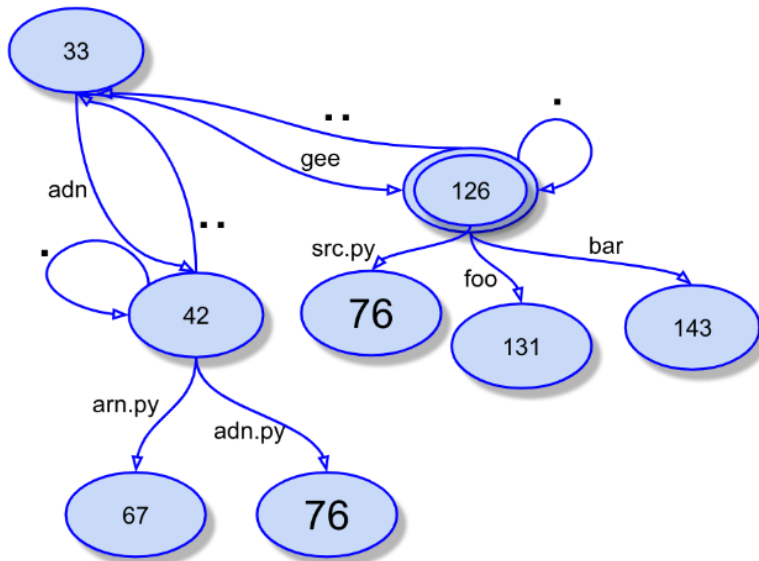 33
. .
.
gee
adn
126
. .
src.py
bar
.
foo
42
76
131
143
arn.py
adn.py
67
76